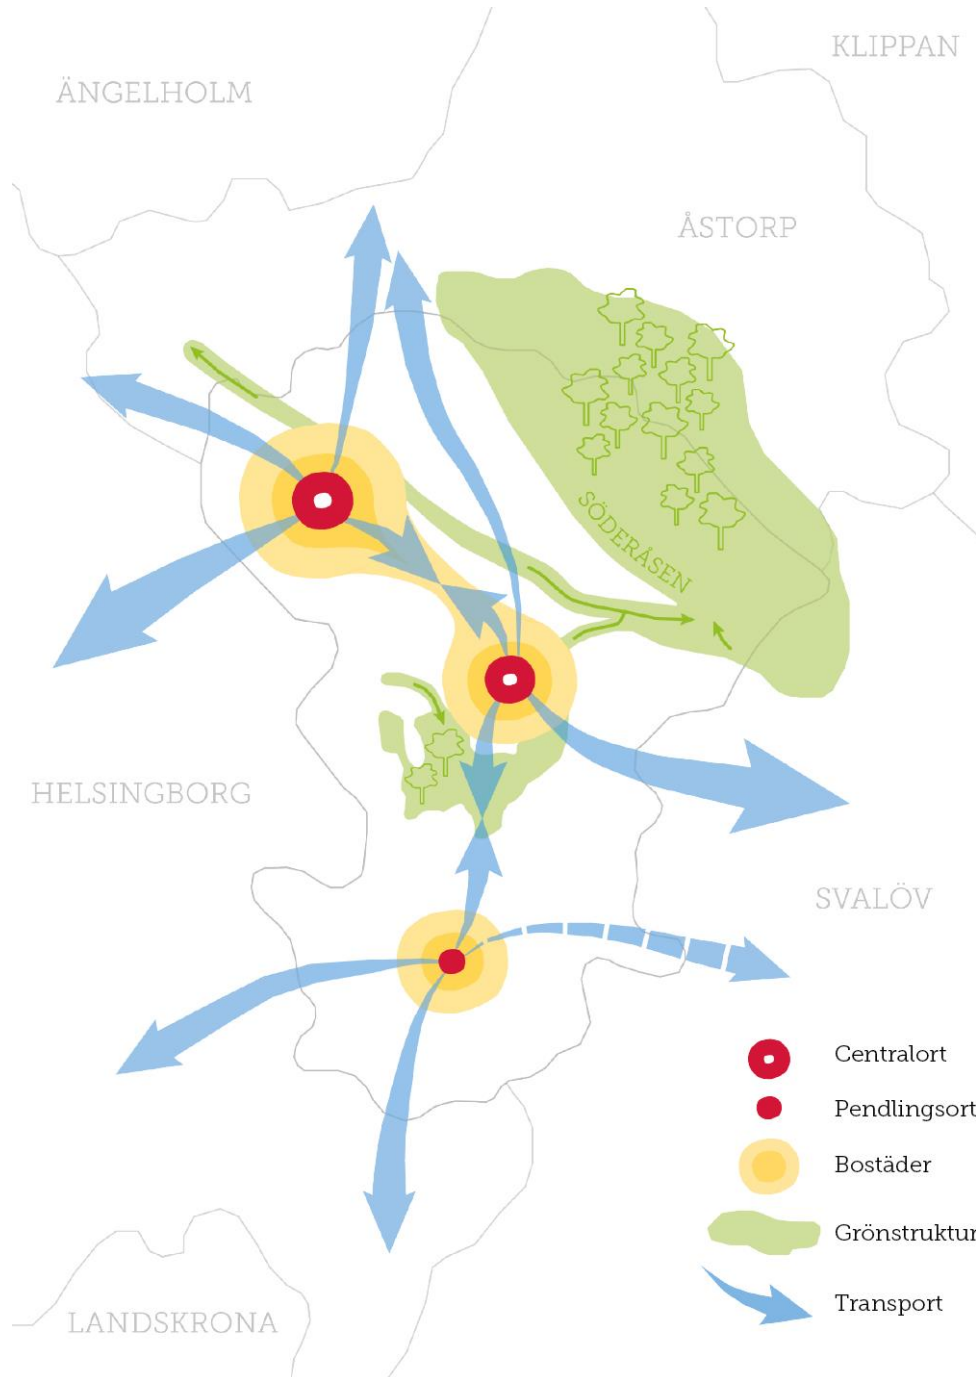 KLIPPAN
ÄNGELHOLM
ÅSTORP
SÖDERÅSEN
HELSINGBORG
SVALÖV
Centralort
Pendlingsort
Bostäder
Grönstruktur
Transport
LANDSKRONA